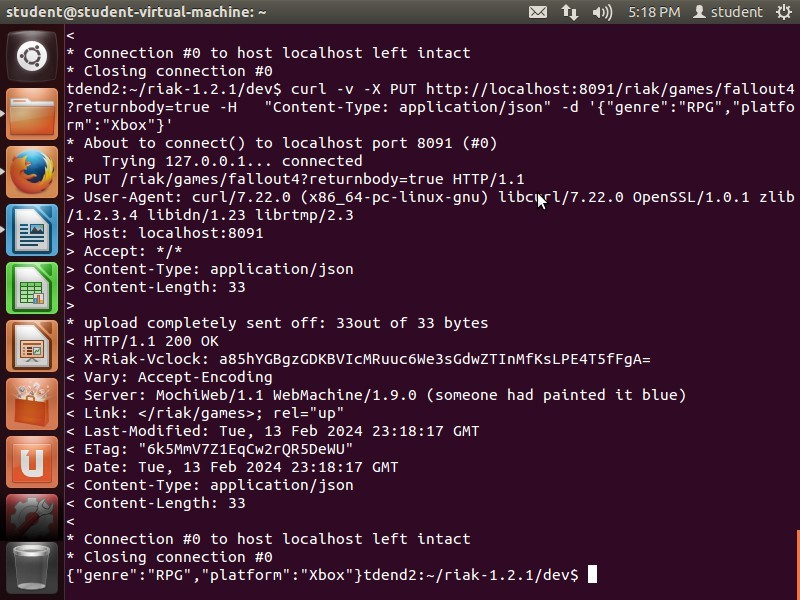 student@student-virtual-machine: ~ 5:18 PM student
<
* Connection #0 to host localhost left intact
* Closing connection #0
tdend2:~/riak-1.2.1/dev$ curl -v -X PUT http://localhost:8091/riak/games/fallout4
?returnbody=true -H   "Content-Type: application/json" -d '{"genre":"RPG","platfo
rm":"Xbox"}'
* About to connect() to localhost port 8091 (#0)
*   Trying 127.0.0.1... connected
> PUT /riak/games/fallout4?returnbody=true HTTP/1.1
> User-Agent: curl/7.22.0 (x86_64-pc-linux-gnu) libcurl/7.22.0 OpenSSL/1.0.1 zlib
/1.2.3.4 libidn/1.23 librtmp/2.3
> Host: localhost:8091
> Accept: */*
> Content-Type: application/json
> Content-Length: 33
>
* upload completely sent off: 33out of 33 bytes
< HTTP/1.1 200 OK
< X-Riak-Vclock: a85hYGBgzGDKBVIcMRuuc6We3sGdwZTInMfKsLPE4T5fFgA=
< Vary: Accept-Encoding
< Server: MochiWeb/1.1 WebMachine/1.9.0 (someone had painted it blue)
< Link: </riak/games>; rel="up"
< Last-Modified: Tue, 13 Feb 2024 23:18:17 GMT
< ETag: "6k5MmV7Z1EqCw2rQR5DeWU"
< Date: Tue, 13 Feb 2024 23:18:17 GMT
< Content-Type: application/json
< Content-Length: 33
<
* Connection #0 to host localhost left intact
* Closing connection #0
{"genre":"RPG","platform":"Xbox"}tdend2:~/riak-1.2.1/dev$